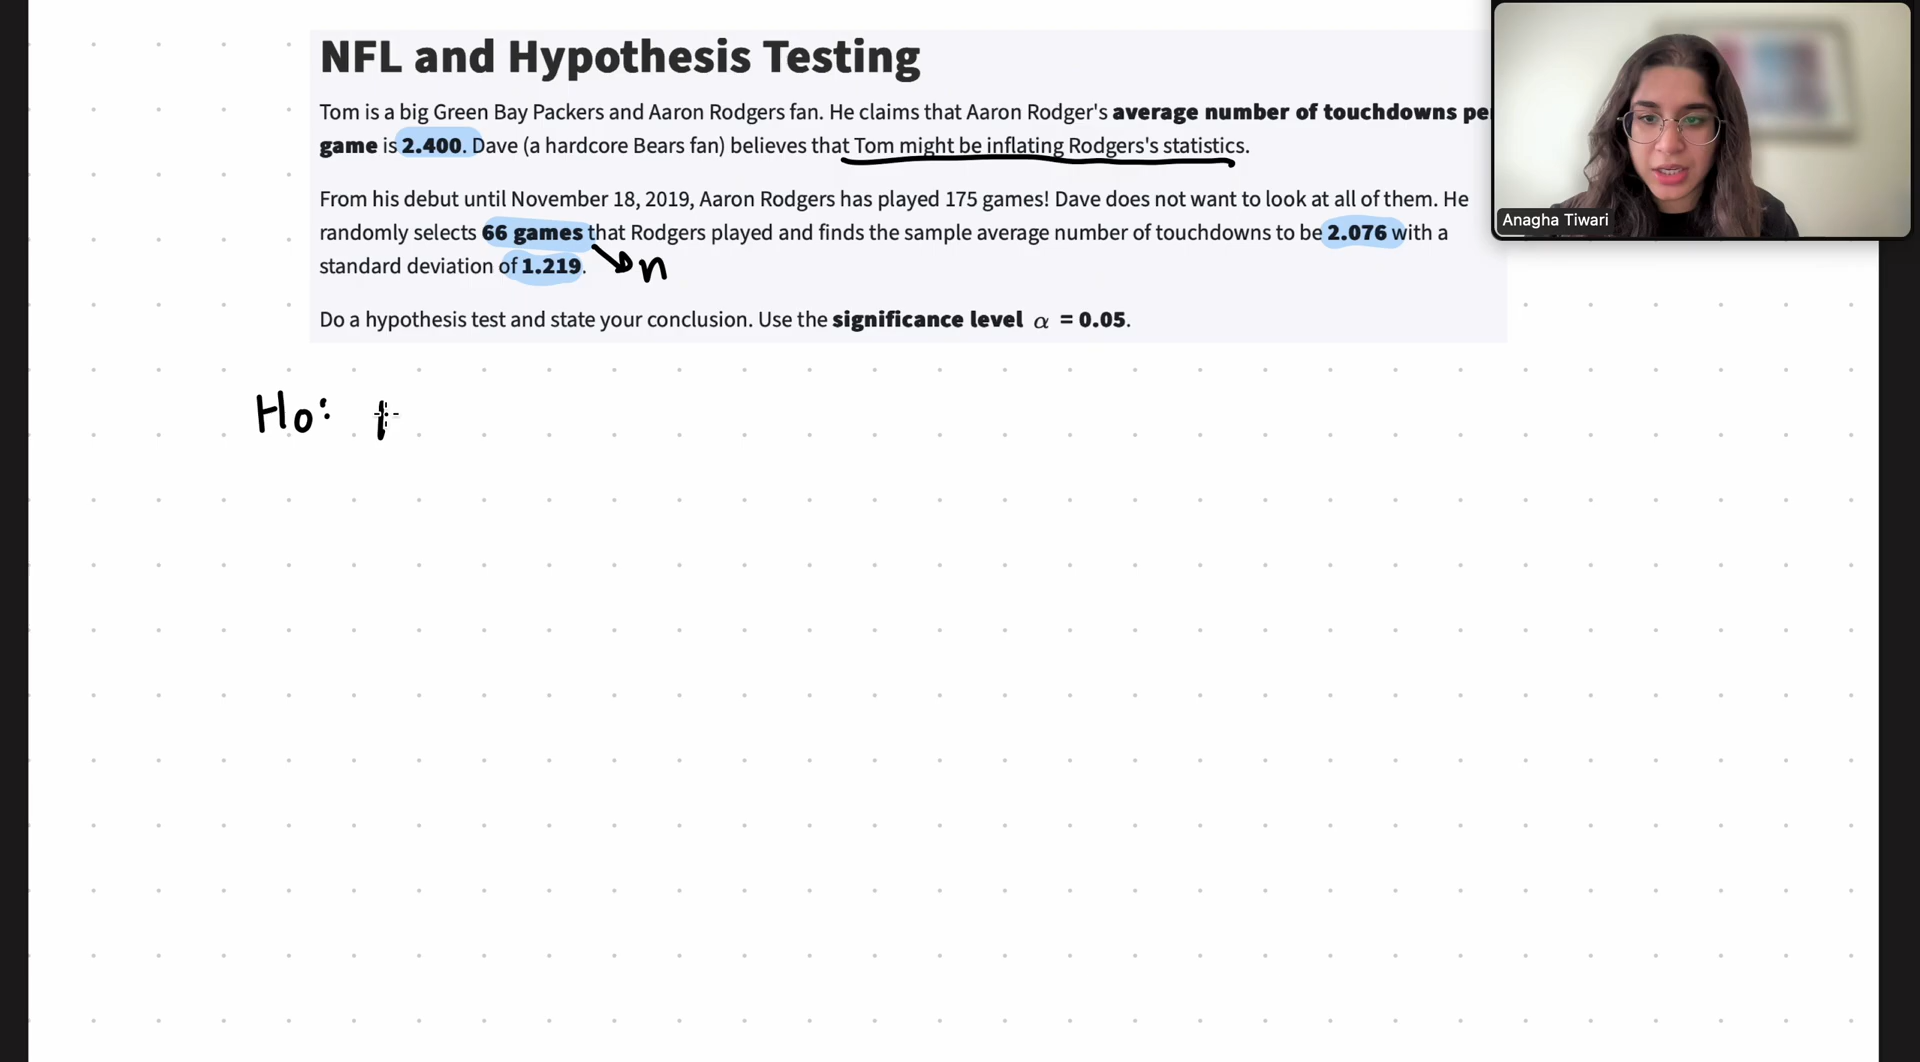 NFL and Hypothesis Testing
Tom is a big Green Bay Packers and Aaron Rodgers fan. He claims that Aaron Rodger's average number of touchdowns pe
game is 2.400. Dave (a hardcore Bears fan) believes that Tom might be inflating Rodgers's statistics.
From his debut until November 18, 2019, Aaron Rodgers has played 175 games! Dave does not want to look at all of them. He
randomly selects 66 games that Rodgers played and finds the sample average number of touchdowns to be 2.076 with a
standard deviation of 1.219.
n
Do a hypothesis test and state your conclusion. Use the significance level α = 0.05.
Ho:
Anagha Tiwari